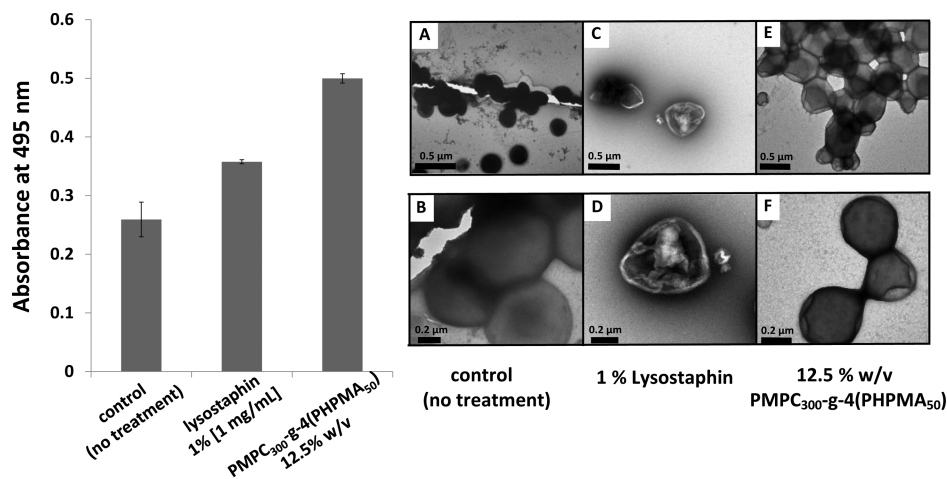 Absorbance at 495 nm
0.6
0.5
0.4
0.3
0.2
0.1
0
control
(no treatment)
lysostaphin
1% [1 mg/mL]
PMPC₃₀₀-g-4(PHPMA₅₀)
12.5% w/v
A
0.5 µm
C
0.5 µm
E
0.5 µm
B
0.2 µm
D
0.2 µm
F
0.2 µm
control
(no treatment)
1 % Lysostaphin
12.5 % w/v
PMPC₃₀₀-g-4(PHPMA₅₀)